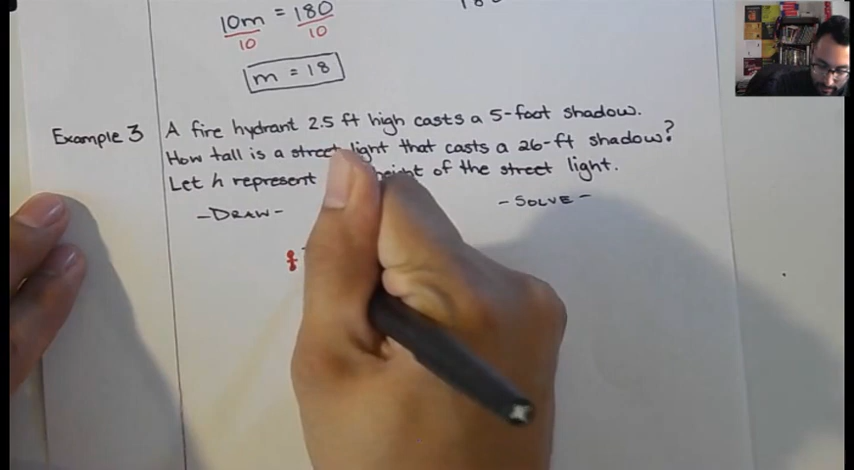 10m = 180
10 10
m = 18
Example 3 A fire hydrant 2.5 ft high casts a 5-foot shadow.
How tall is a street light that casts a 26-ft shadow?
Let h represent height of the street light.
-DRAW- -SOLVE-